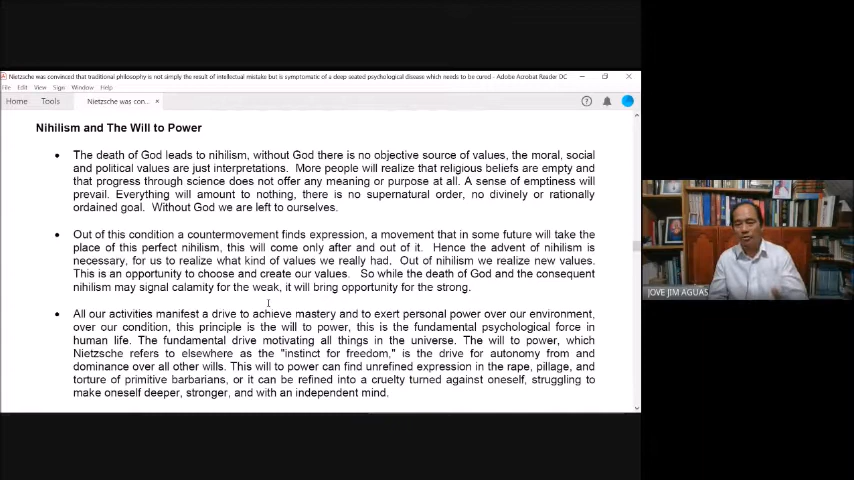 Nietzsche was convinced that traditional philosophy is not simply the result of intellectual mistake but is symptomatic of a deep seated psychological disease which needs to be cured - Adobe Acrobat Reader DC
File Edit View Sign Window Help
Home Tools Nietzsche was con... ×
Nihilism and The Will to Power
• The death of God leads to nihilism, without God there is no objective source of values, the moral, social
and political values are just interpretations. More people will realize that religious beliefs are empty and
that progress through science does not offer any meaning or purpose at all. A sense of emptiness will
prevail. Everything will amount to nothing, there is no supernatural order, no divinely or rationally
ordained goal. Without God we are left to ourselves.
• Out of this condition a countermovement finds expression, a movement that in some future will take the
place of this perfect nihilism, this will come only after and out of it. Hence the advent of nihilism is
necessary, for us to realize what kind of values we really had. Out of nihilism we realize new values.
This is an opportunity to choose and create our values. So while the death of God and the consequent
nihilism may signal calamity for the weak, it will bring opportunity for the strong.
• All our activities manifest a drive to achieve mastery and to exert personal power over our environment,
over our condition, this principle is the will to power, this is the fundamental psychological force in
human life. The fundamental drive motivating all things in the universe. The will to power, which
Nietzsche refers to elsewhere as the "instinct for freedom," is the drive for autonomy from and
dominance over all other wills. This will to power can find unrefined expression in the rape, pillage, and
torture of primitive barbarians, or it can be refined into a cruelty turned against oneself, struggling to
make oneself deeper, stronger, and with an independent mind.
JOVE JIM AGUAS